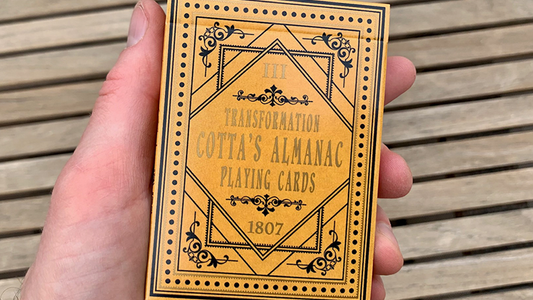 III
TRANSFORMATION
COTTA'S ALMANAC
PLAYING CARDS
1807